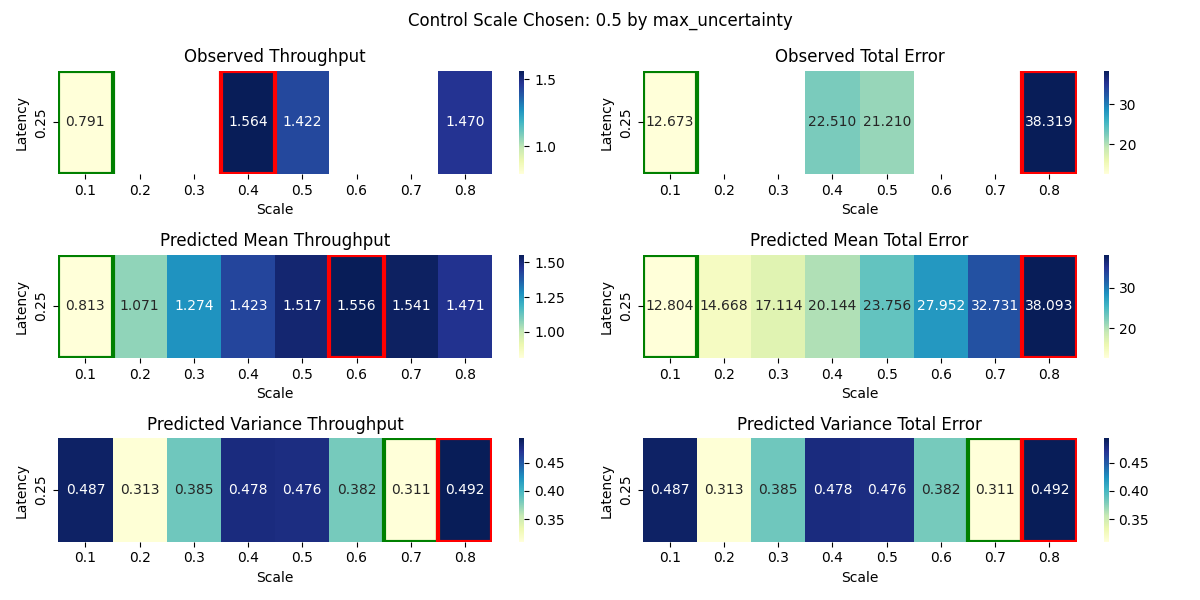 Control Scale Chosen: 0.5 by max_uncertainty
Observed Throughput
Latency
0.25
0.791
1.564
1.422
1.470
0.1 0.2 0.3 0.4 0.5 0.6 0.7 0.8
Scale
1.5
1.0
Observed Total Error
Latency
0.25
12.673
22.510
21.210
38.319
0.1 0.2 0.3 0.4 0.5 0.6 0.7 0.8
Scale
30
20
Predicted Mean Throughput
Latency
0.25
0.813 1.071 1.274 1.423 1.517 1.556 1.541 1.471
0.1 0.2 0.3 0.4 0.5 0.6 0.7 0.8
Scale
1.50
1.25
1.00
Predicted Mean Total Error
Latency
0.25
12.804 14.668 17.114 20.144 23.756 27.952 32.731 38.093
0.1 0.2 0.3 0.4 0.5 0.6 0.7 0.8
Scale
30
20
Predicted Variance Throughput
Latency
0.25
0.487 0.313 0.385 0.478 0.476 0.382 0.311 0.492
0.1 0.2 0.3 0.4 0.5 0.6 0.7 0.8
Scale
0.45
0.40
0.35
Predicted Variance Total Error
Latency
0.25
0.487 0.313 0.385 0.478 0.476 0.382 0.311 0.492
0.1 0.2 0.3 0.4 0.5 0.6 0.7 0.8
Scale
0.45
0.40
0.35